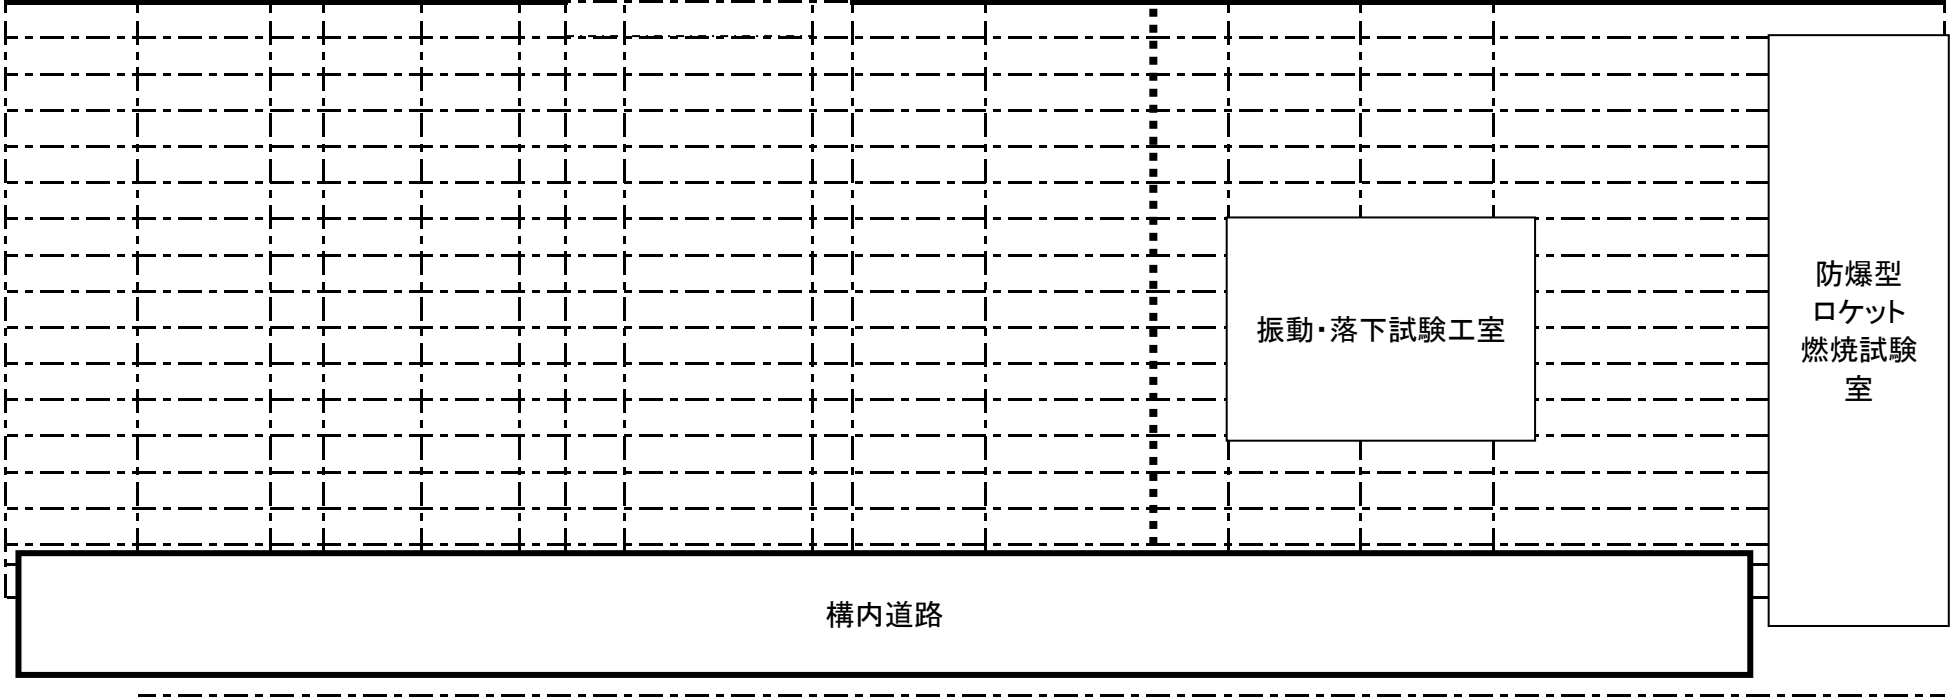 防爆型
ロケット
燃焼試験
室
振動・落下試験工室
構内道路